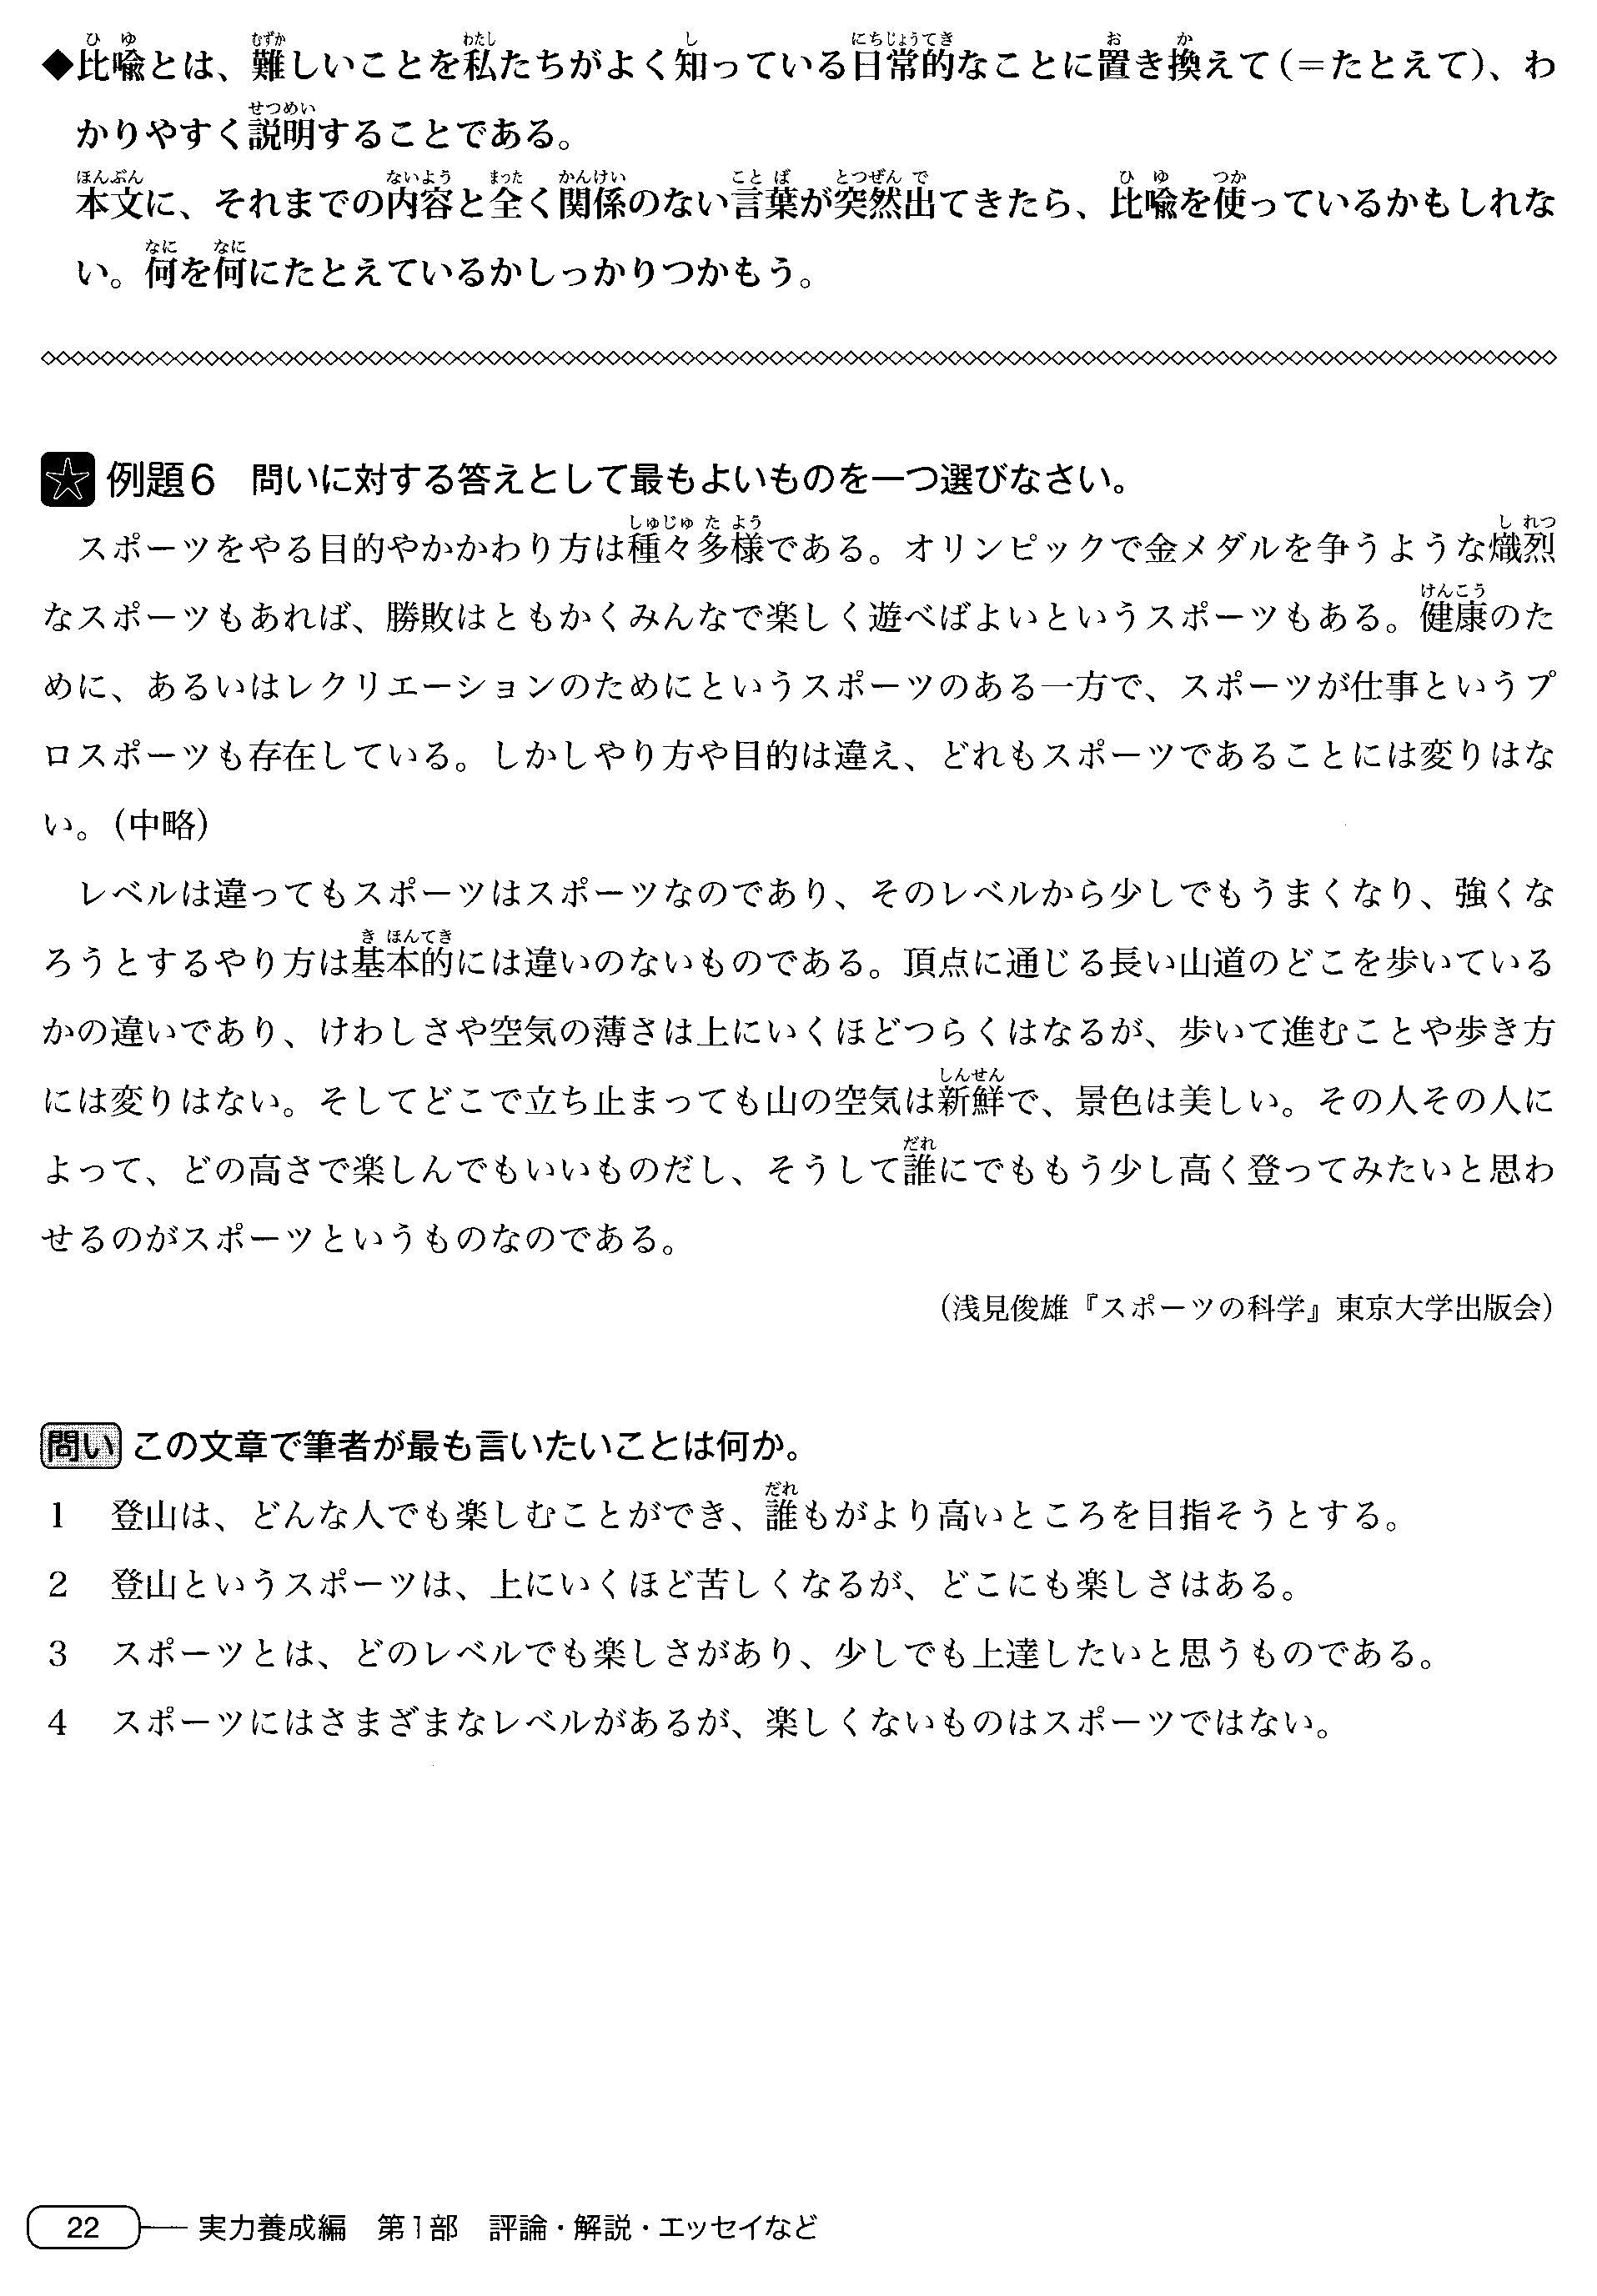 ◆比喩とは、難しいことを私たちがよく知っている日常的なことに置き換えて(＝たとえて)、わ
かりやすく説明することである。
本文に、それまでの内容と全く関係のない言葉が突然出てきたら、比喩を使っているかもしれな
い。何を何にたとえているかしっかりつかもう。
例題6 問いに対する答えとして最もよいものを一つ選びなさい。
スポーツをやる目的やかかわり方は種々多様である。オリンピックで金メダルを争うような熾烈
なスポーツもあれば、勝敗はともかくみんなで楽しく遊べばよいというスポーツもある。健康のた
めに、あるいはレクリエーションのためにというスポーツのある一方で、スポーツが仕事というプ
ロスポーツも存在している。しかしやり方や目的は違え、どれもスポーツであることには変りはな
い。(中略)
レベルは違ってもスポーツはスポーツなのであり、そのレベルから少しでもうまくなり、強くな
ろうとするやり方は基本的には違いのないものである。頂点に通じる長い山道のどこを歩いている
かの違いであり、けわしさや空気の薄さは上にいくほどつらくはなるが、歩いて進むことや歩き方
には変りはない。そしてどこで立ち止まっても山の空気は新鮮で、景色は美しい。その人その人に
よって、どの高さで楽しんでもいいものだし、そうして誰にでももう少し高く登ってみたいと思わ
せるのがスポーツというものなのである。
(浅見俊雄『スポーツの科学』東京大学出版会)
問い この文章で筆者が最も言いたいことは何か。
1 登山は、どんな人でも楽しむことができ、誰もがより高いところを目指そうとする。
2 登山というスポーツは、上にいくほど苦しくなるが、どこにも楽しさはある。
3 スポーツとは、どのレベルでも楽しさがあり、少しでも上達したいと思うものである。
4 スポーツにはさまざまなレベルがあるが、楽しくないものはスポーツではない。
22 実力養成編 第1部 評論・解説・エッセイなど